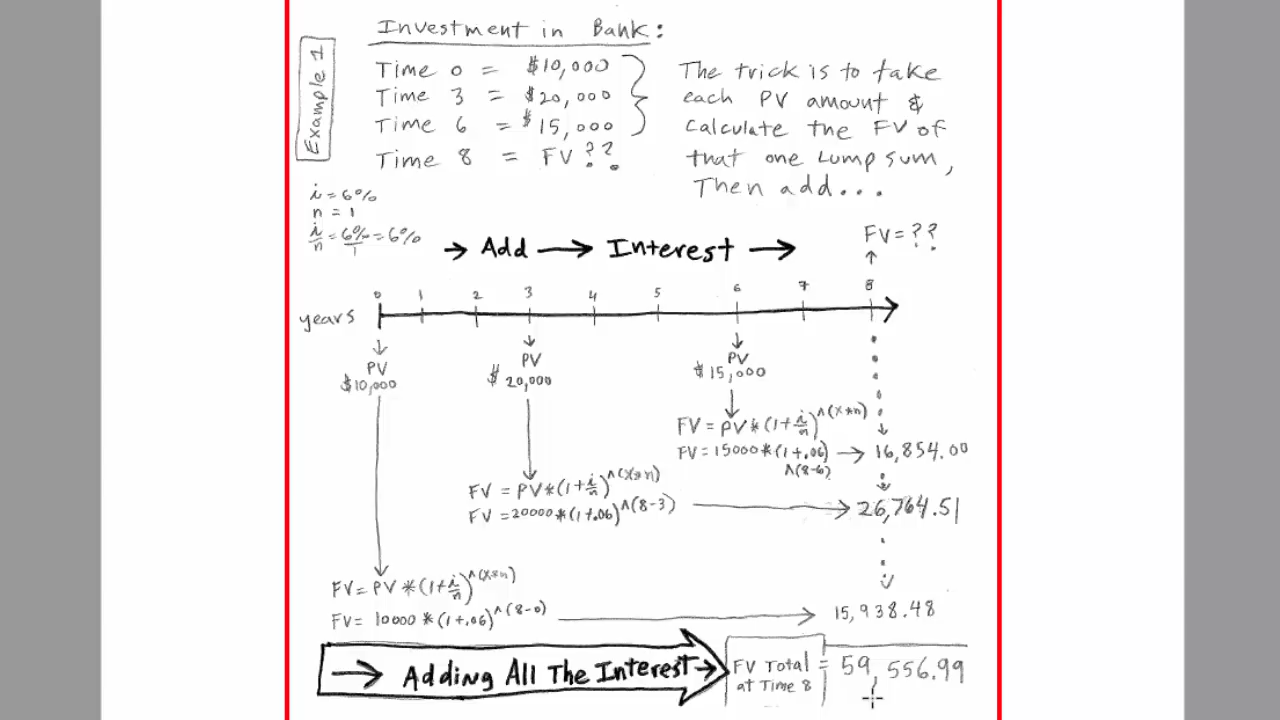 Investment in Bank:
Example 1
Time 0 = $10,000
Time 3 = $20,000
Time 6 = $15,000
Time 8 = FV ??
The trick is to take
each PV amount &
calculate the FV of
that one Lump sum,
Then add...
i = 6%
n = 1
i/n = 6%/1 = 6%
→ Add → Interest →
FV = ??
0 1 2 3 4 5 6 7 8
years
PV
$10,000
PV
$20,000
PV
$15,000
FV = PV*(1+i/n)^(x*n)
FV = 15000*(1+.06) → 16,854.00
^(8-6)
FV = PV*(1+i/n)^(x*n)
FV = 20000*(1+.06)^(8-3) → 26,764.51
FV = PV*(1+i/n)^(x*n)
FV = 10000*(1+.06)^(8-0) → 15,938.48
→ Adding All The Interest →
FV Total
at Time 8
= 59,556.99